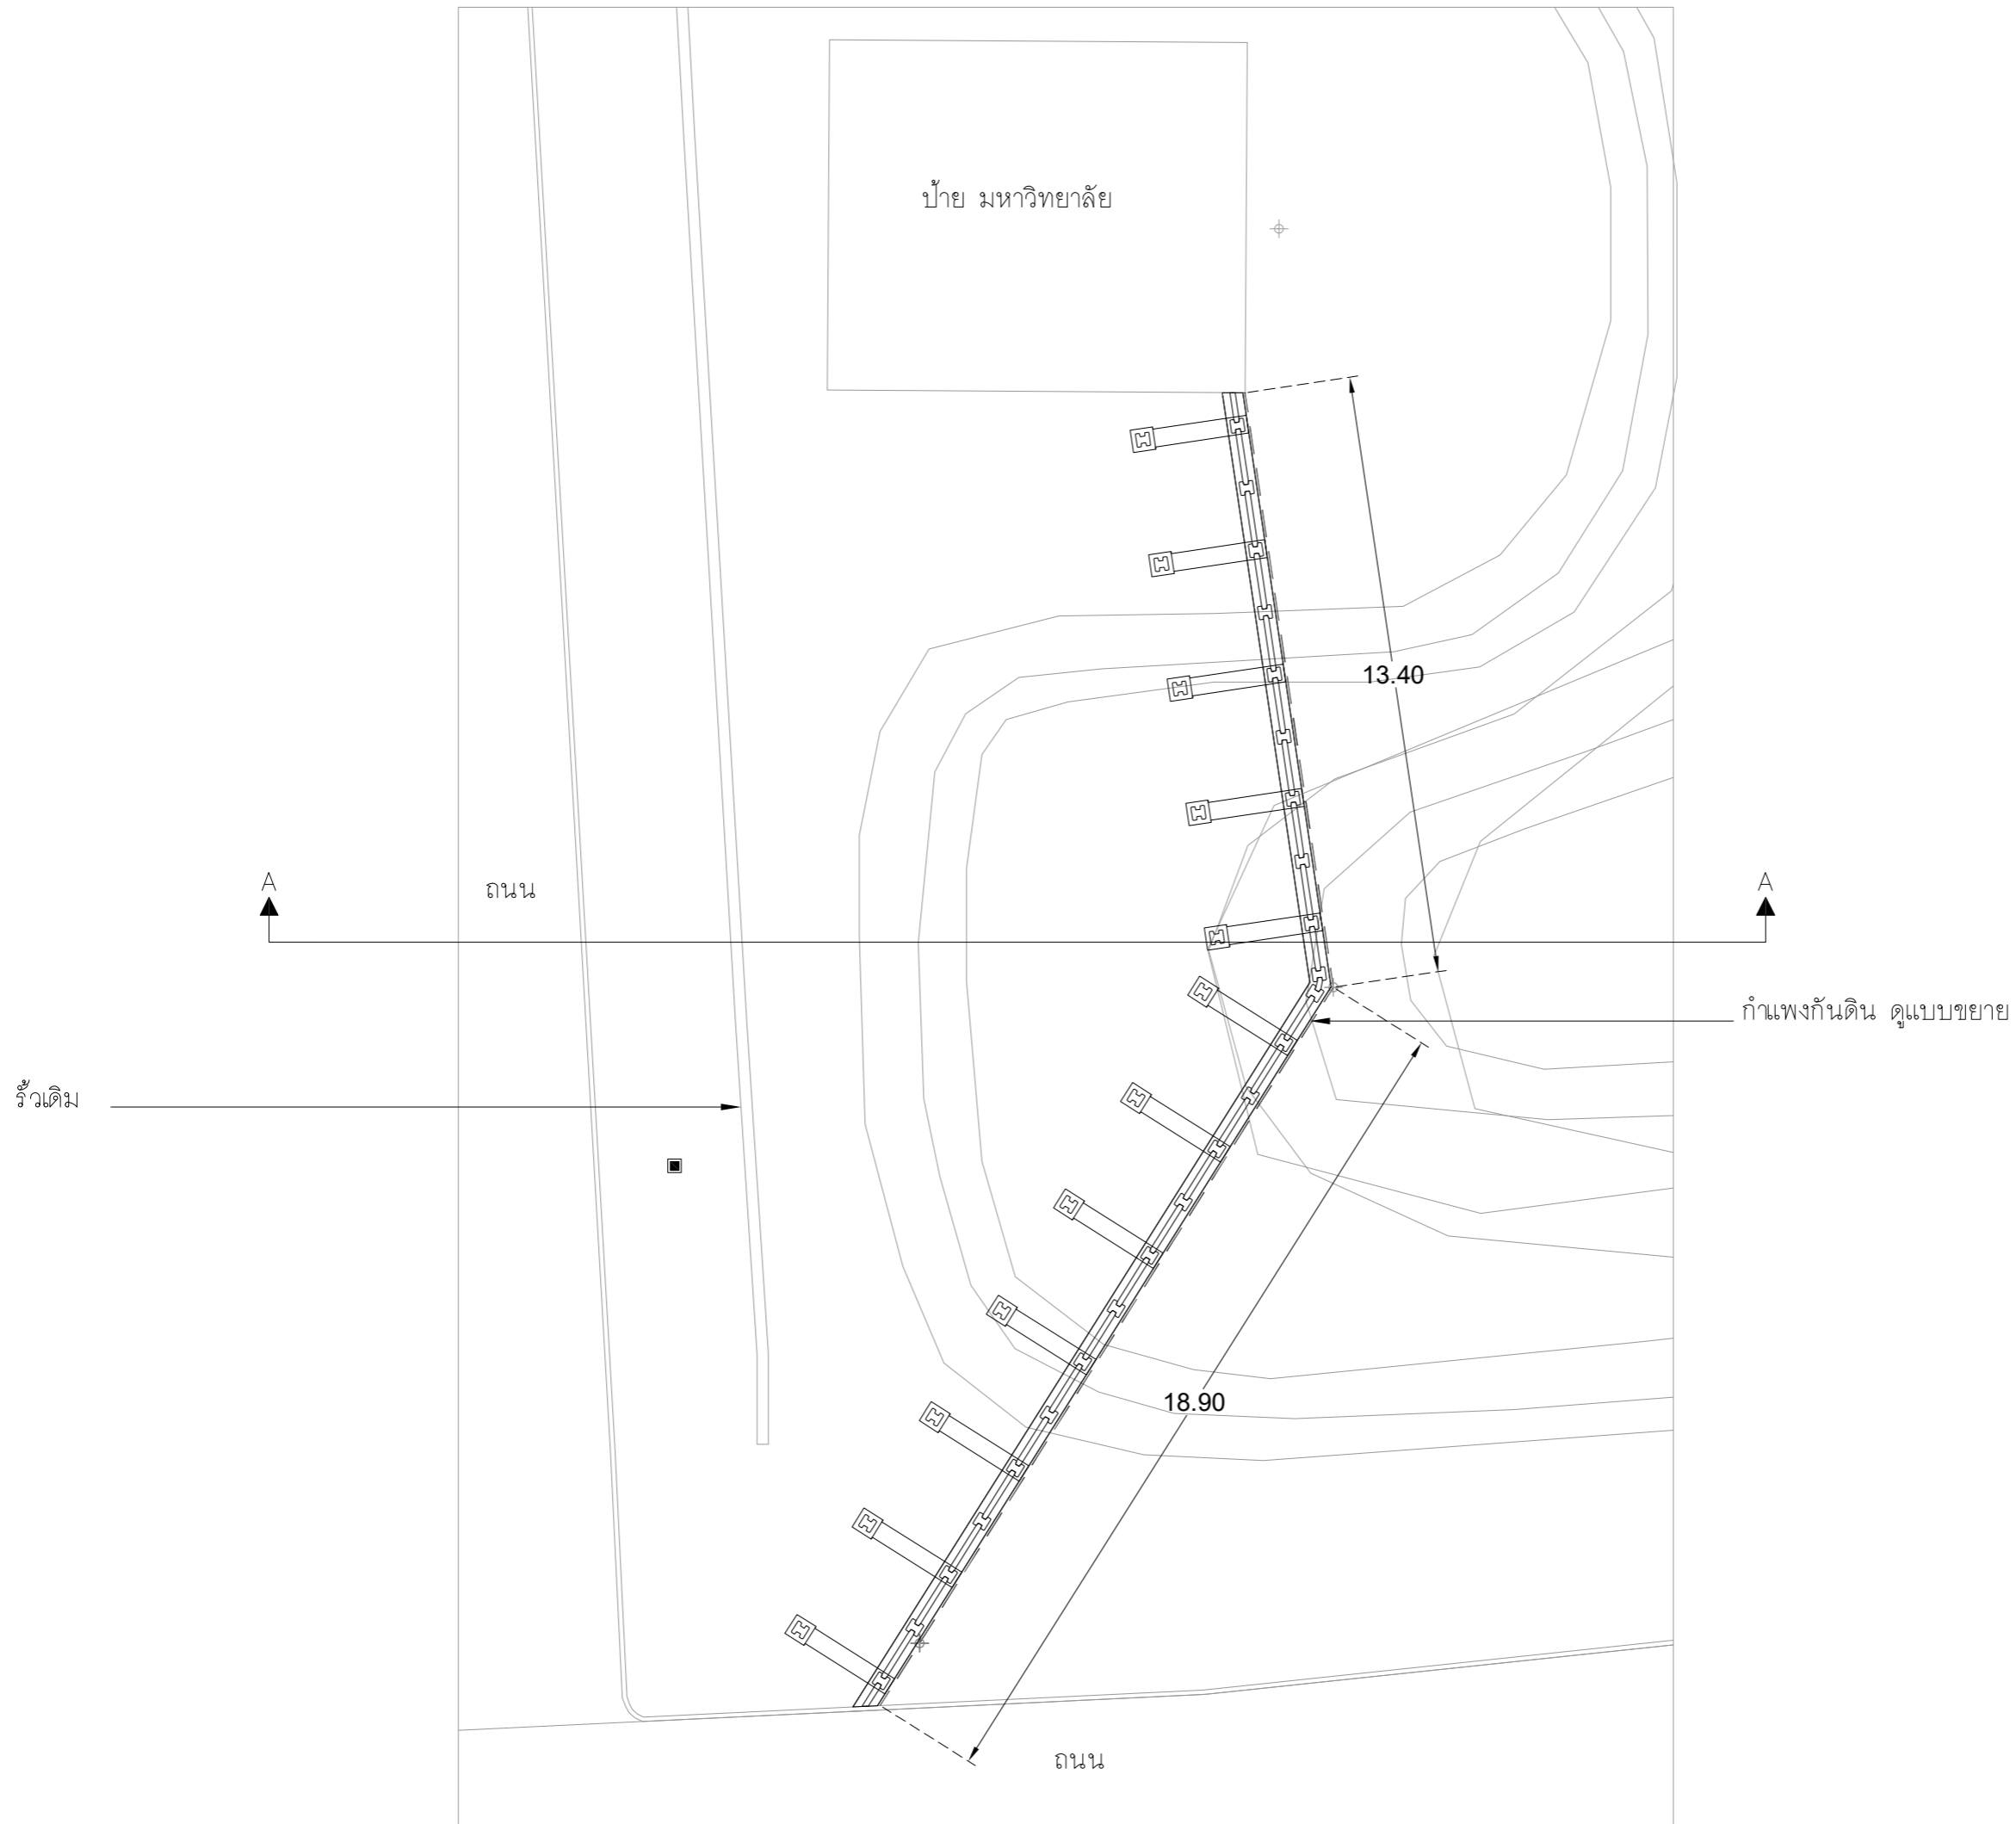 ป้าย มหาวิทยาลัย
13.40
A
ถนน
A
กำแพงกันดิน ดูแบบขยาย
รั้วเดิม
18.90
ถนน